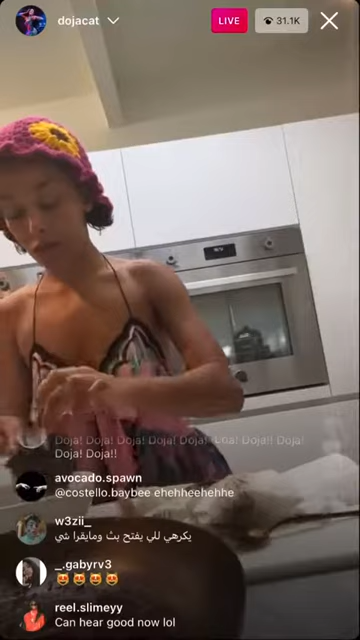 dojacat
LIVE
31.1K
Doja! Doja! Doja! Doja! Doja! Doja!! Doja!
Doja! Doja!!
avocado.spawn
@costello.baybee ehehheehehhe
w3zii_
يكرهي للي يفتح بث ومايقرا شي
_.gabyrv3
😻😻😻😻
reel.slimeyy
Can hear good now lol